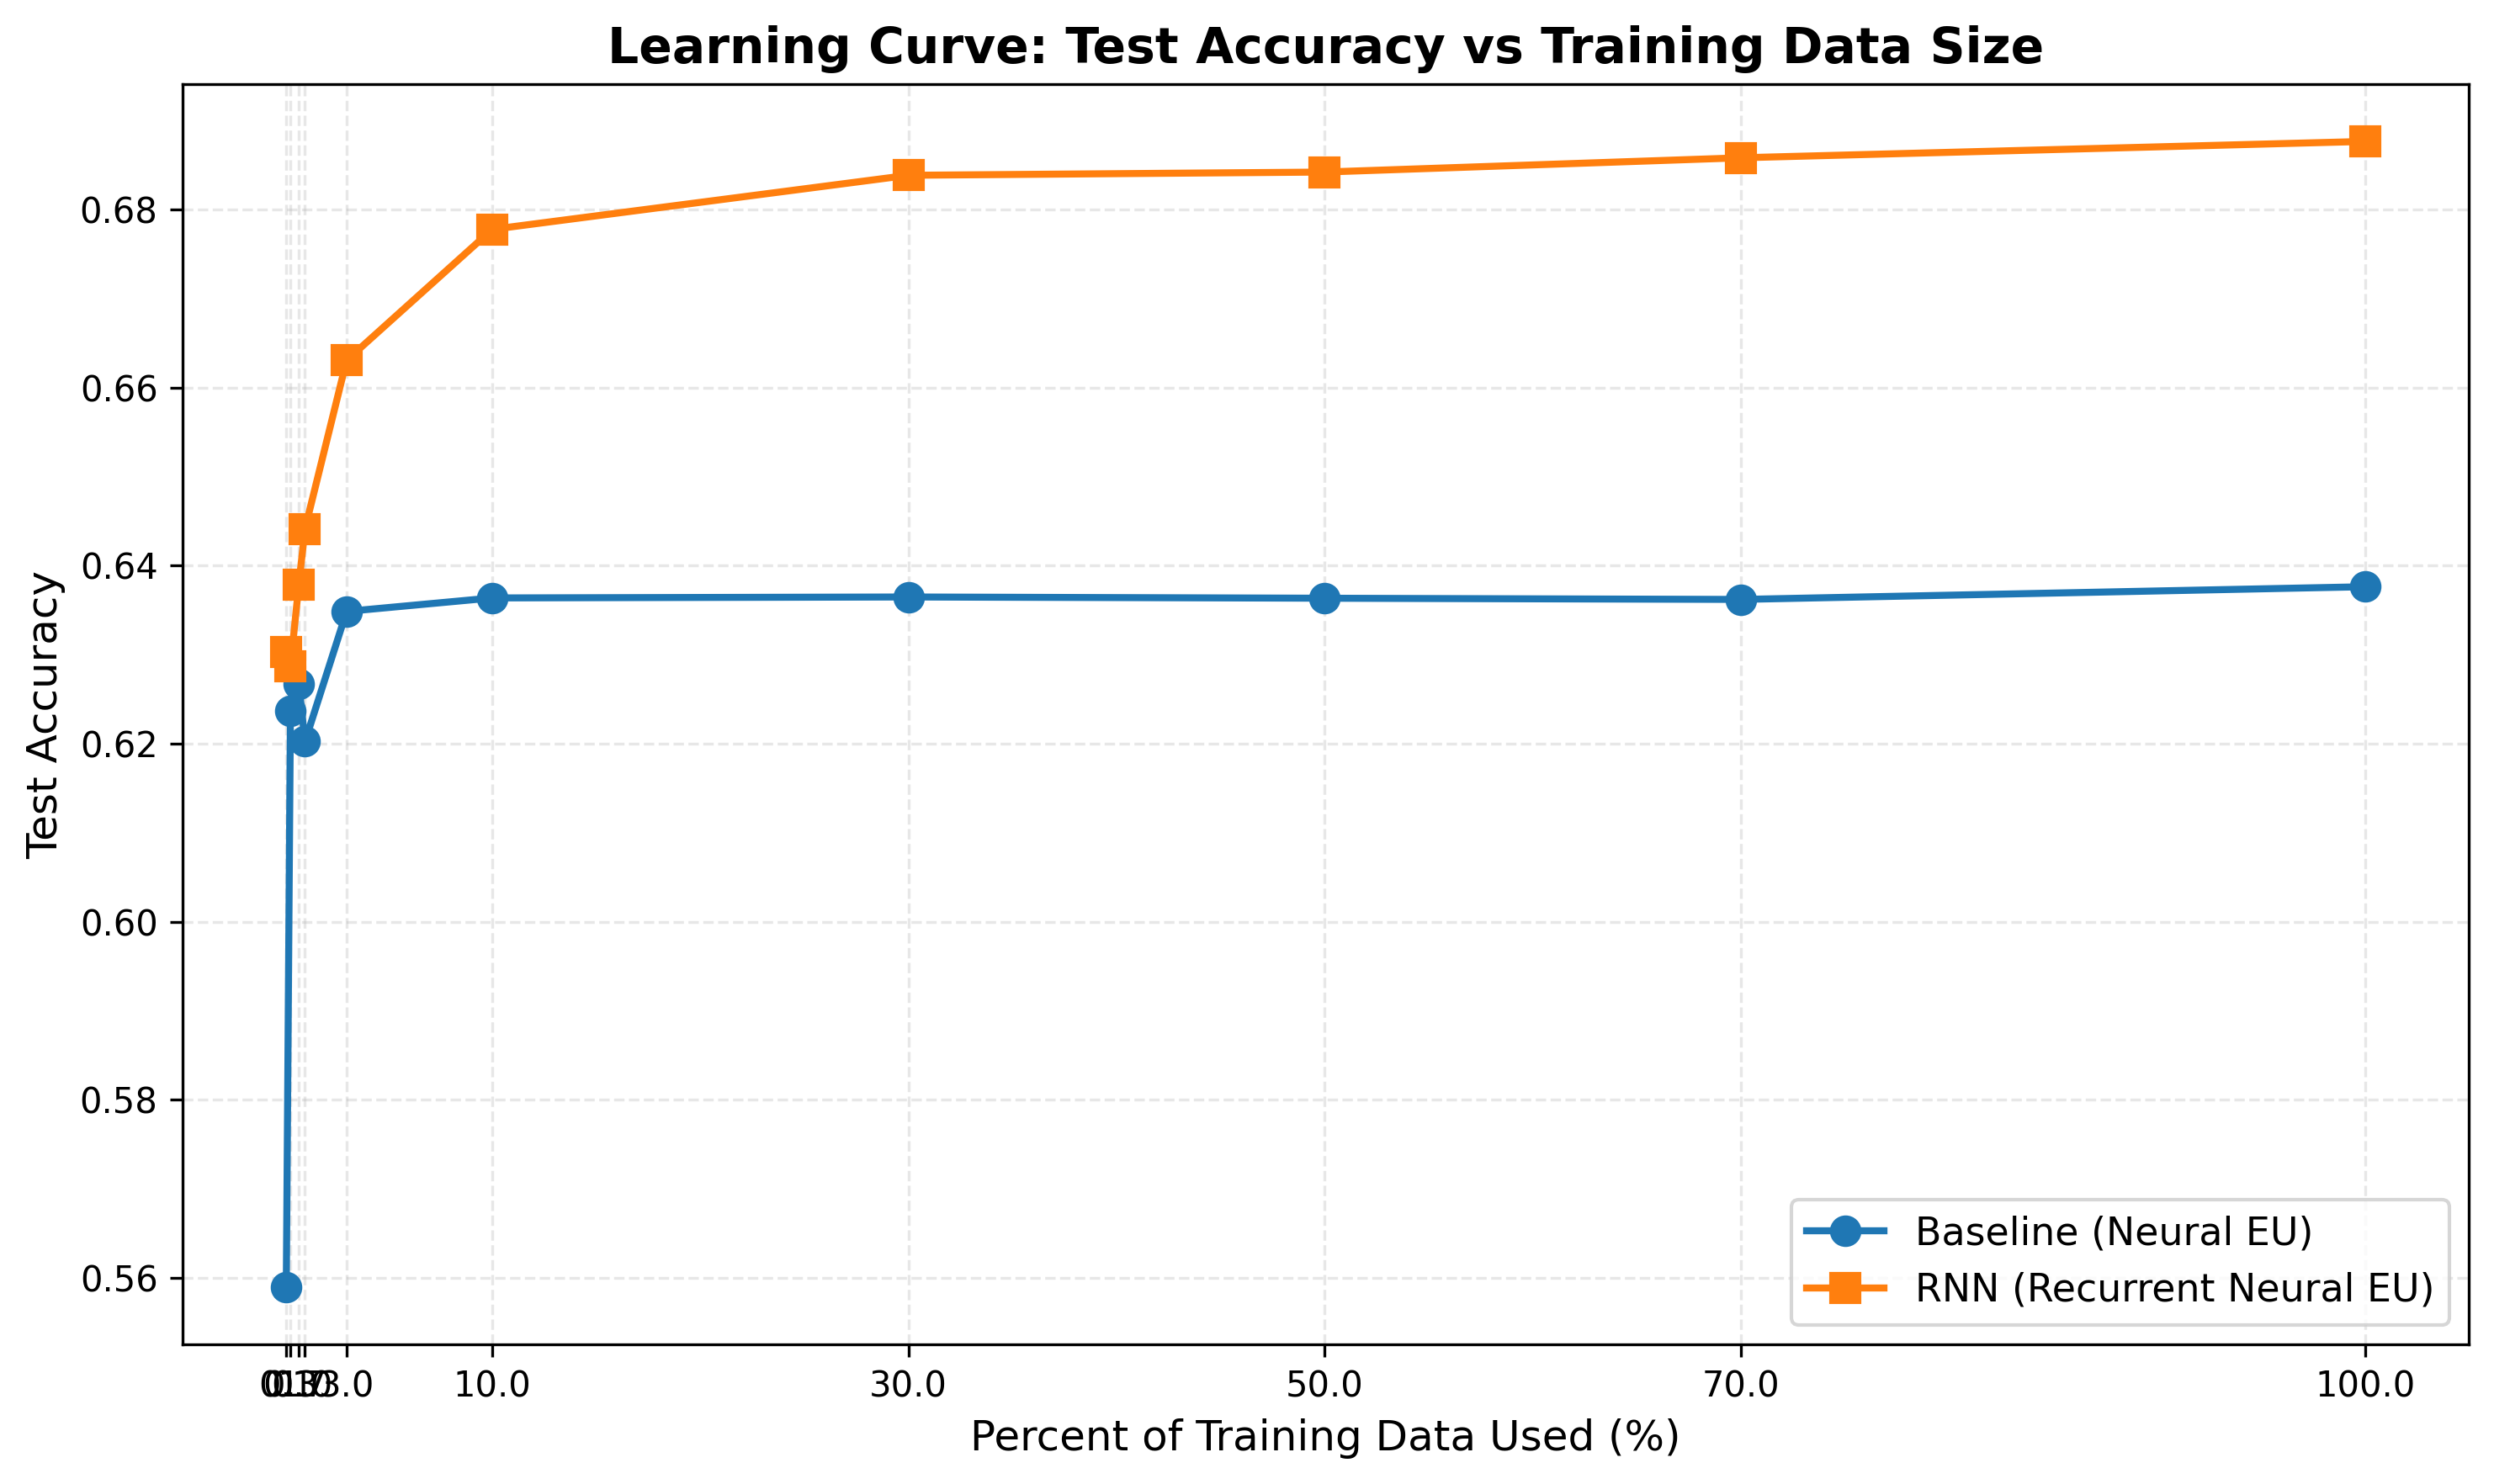 Learning Curve: Test Accuracy vs Training Data Size
Test Accuracy
0.68
0.66
0.64
0.62
0.60
0.58
0.56
3.0 10.0 30.0 50.0 70.0 100.0
Percent of Training Data Used (%)
Baseline (Neural EU)
RNN (Recurrent Neural EU)